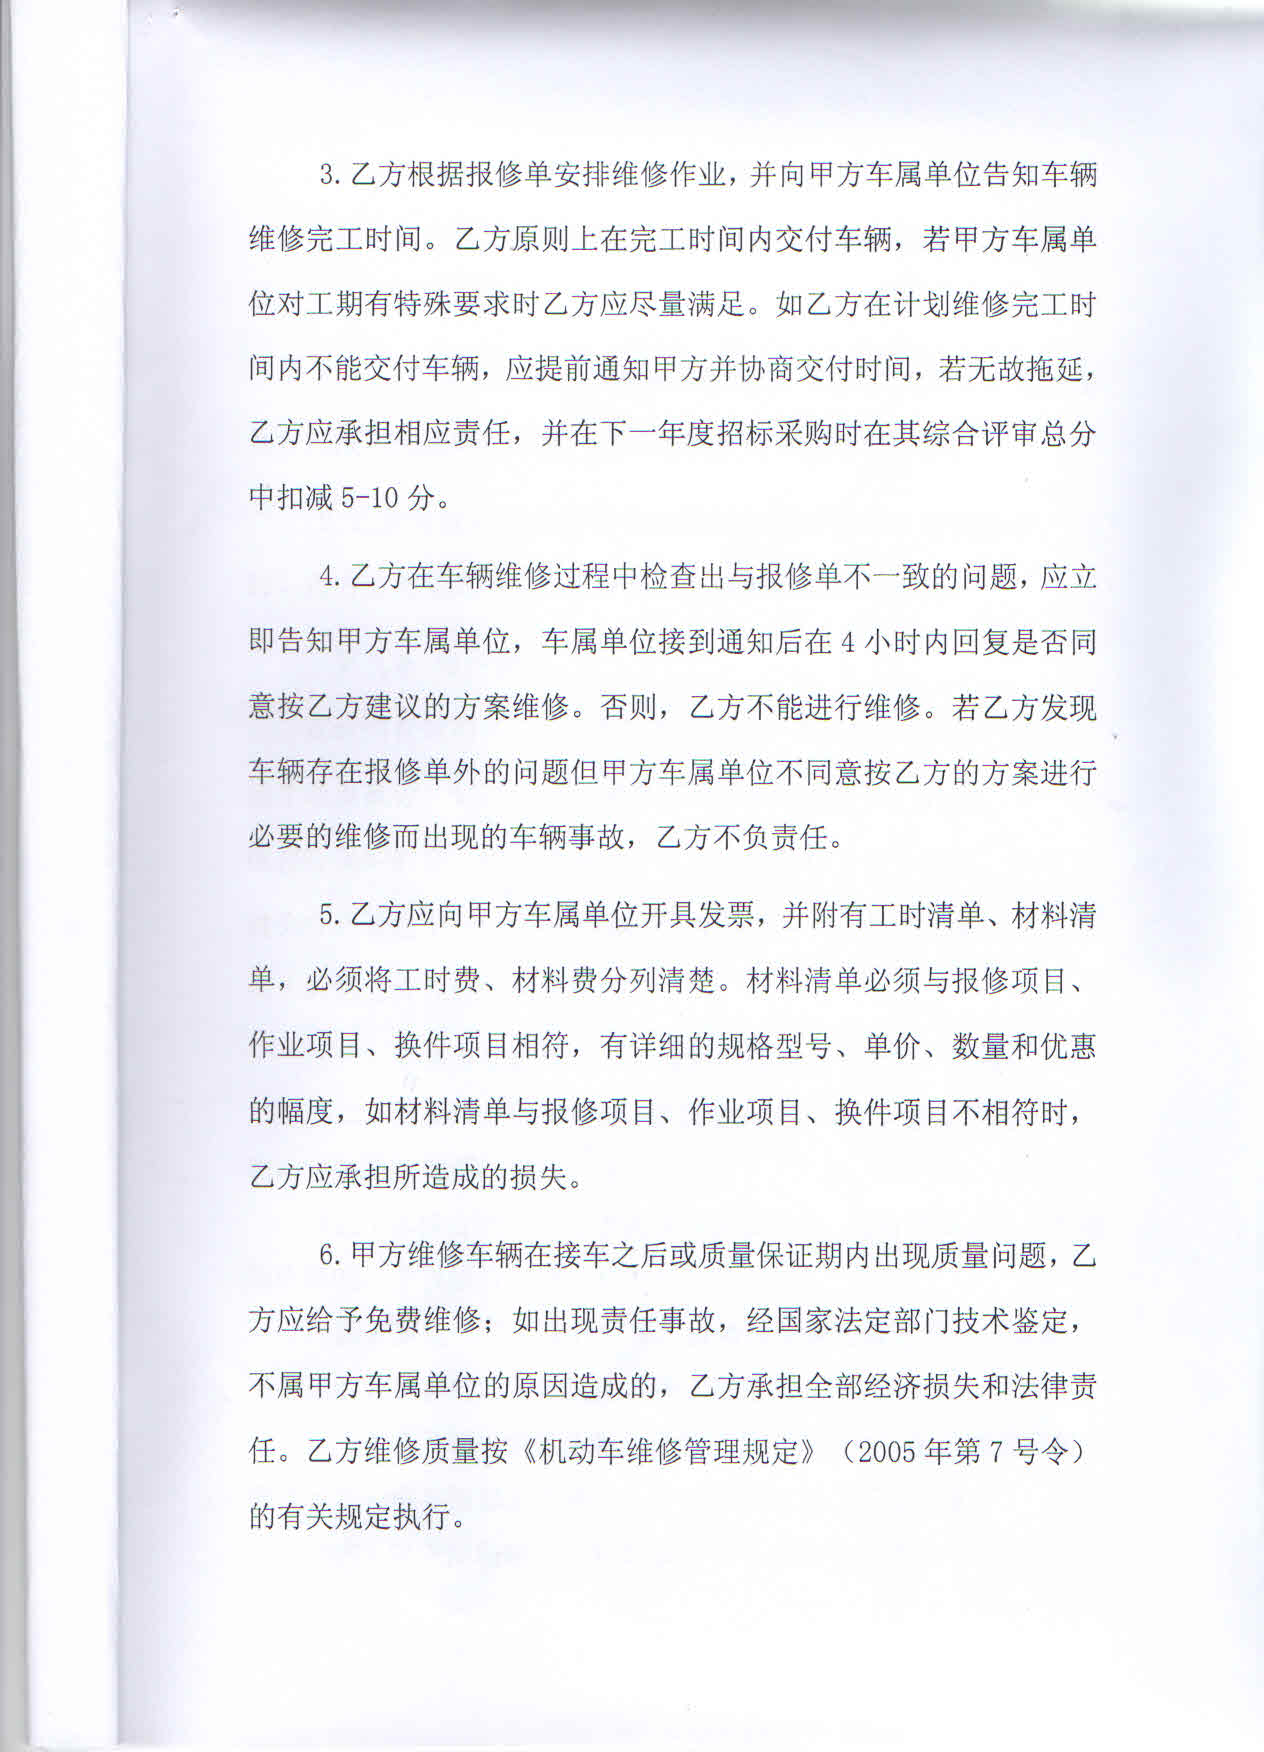 3.乙方根据报修单安排维修作业，并向甲方车属单位告知车辆
维修完工时间。乙方原则上在完工时间内交付车辆，若甲方车属单
位对工期有特殊要求时乙方应尽量满足。如乙方在计划维修完工时
间内不能交付车辆，应提前通知甲方并协商交付时间，若无故拖延，
乙方应承担相应责任，并在下一年度招标采购时在其综合评审总分
中扣减 5-10 分。
4.乙方在车辆维修过程中检查出与报修单不一致的问题，应立
即告知甲方车属单位，车属单位接到通知后在 4 小时内回复是否同
意按乙方建议的方案维修。否则，乙方不能进行维修。若乙方发现
车辆存在报修单外的问题但甲方车属单位不同意按乙方的方案进行
必要的维修而出现的车辆事故，乙方不负责任。
5.乙方应向甲方车属单位开具发票，并附有工时清单、材料清
单，必须将工时费、材料费分列清楚。材料清单必须与报修项目、
作业项目、换件项目相符，有详细的规格型号、单价、数量和优惠
的幅度，如材料清单与报修项目、作业项目、换件项目不相符时，
乙方应承担所造成的损失。
6.甲方维修车辆在接车之后或质量保证期内出现质量问题，乙
方应给予免费维修；如出现责任事故，经国家法定部门技术鉴定，
不属甲方车属单位的原因造成的，乙方承担全部经济损失和法律责
任。乙方维修质量按《机动车维修管理规定》（2005 年第 7 号令）
的有关规定执行。